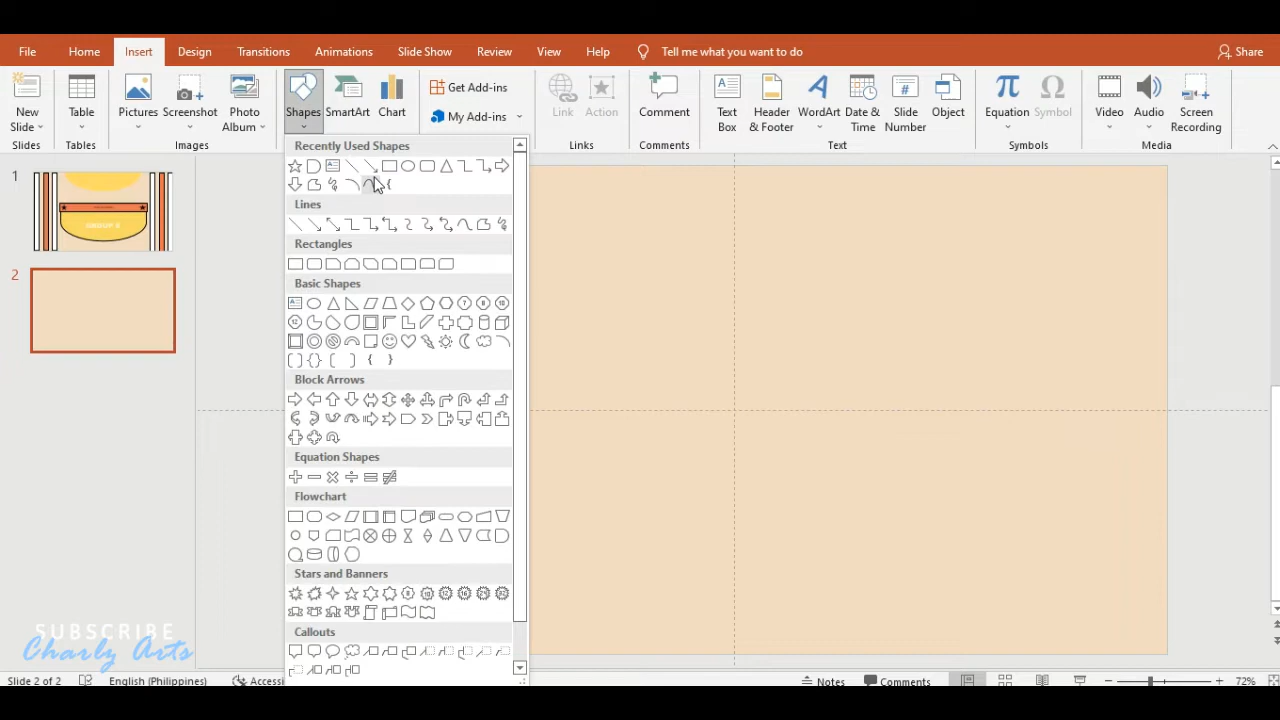 File Home Insert Design Transitions Animations Slide Show Review View Help Tell me what you want to do Share
New Slide Table Pictures Screenshot Photo Album Shapes SmartArt Chart Get Add-ins My Add-ins Link Action Comment Text Box Header & Footer WordArt Date & Time Slide Number Object Equation Symbol Video Audio Screen Recording
Slides Tables Images Links Comments Text Symbols Media
Recently Used Shapes
Lines
Rectangles
Basic Shapes
Block Arrows
Equation Shapes
Flowchart
Stars and Banners
Callouts
1
2
SUBSCRIBE
Charly Arts
Slide 2 of 2 English (Philippines) Accessi Notes Comments 72%